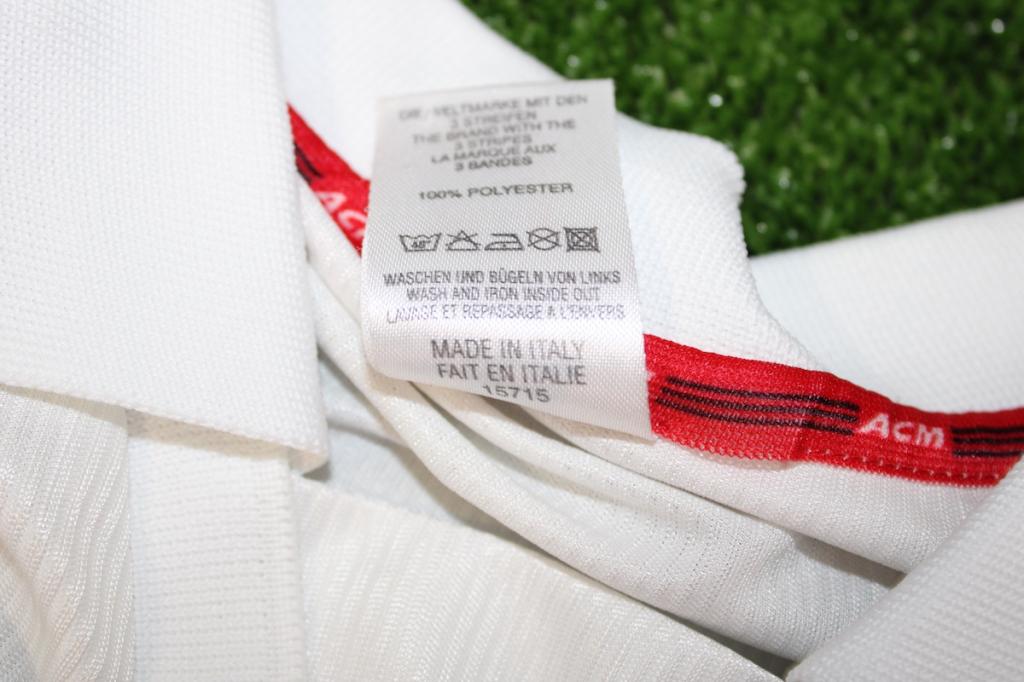 DIE WELTMARKE MIT DEN
3 STREIFEN
THE BRAND WITH THE
3 STRIPES
LA MARQUE AUX
3 BANDES
100% POLYESTER
40°
WASCHEN UND BÜGELN VON LINKS
WASH AND IRON INSIDE OUT
LAVAGE ET REPASSAGE A L'ENVERS
MADE IN ITALY
FAIT EN ITALIE
15715
ACM